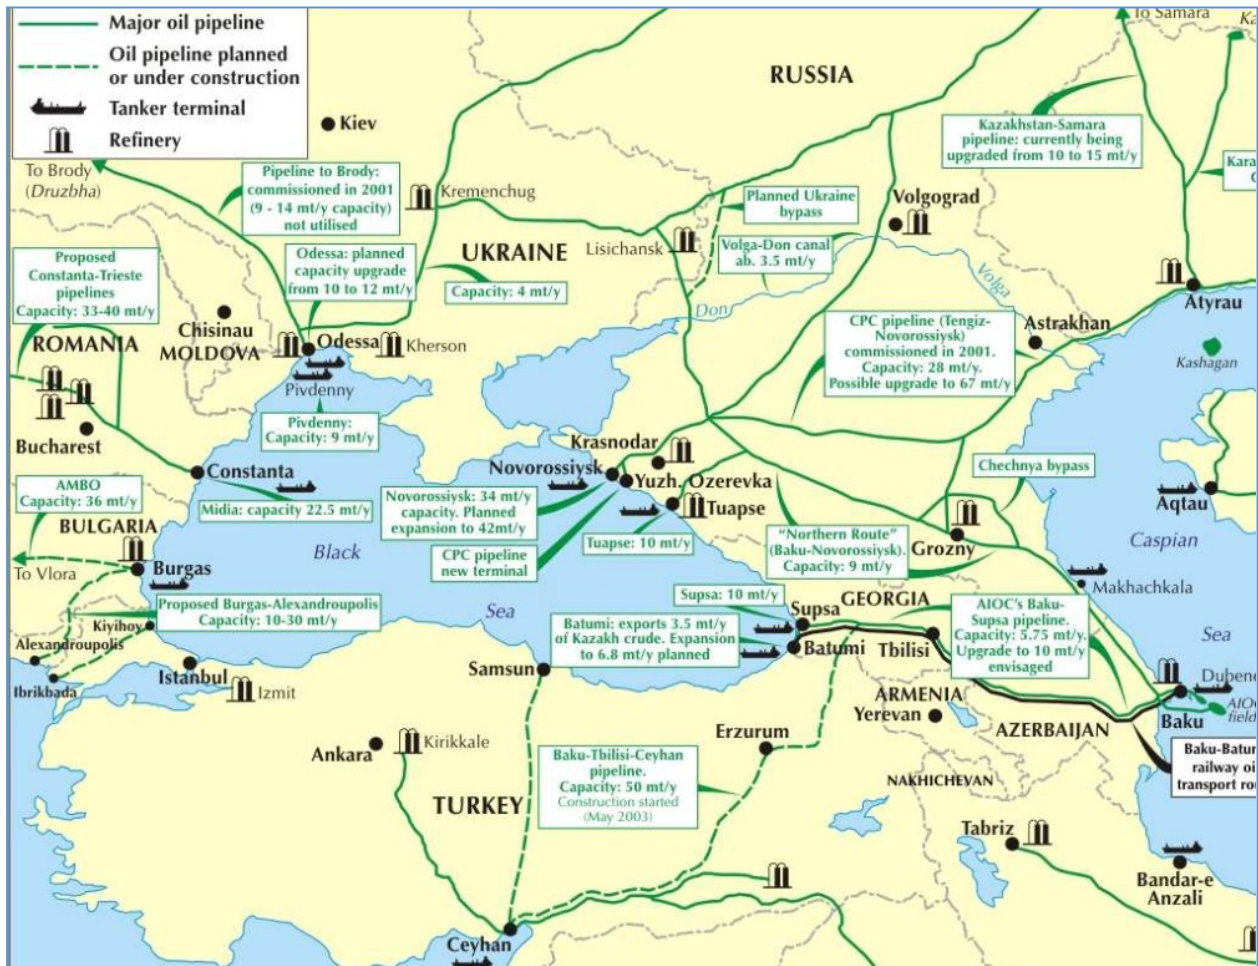 Major oil pipeline
Oil pipeline planned
or under construction
Tanker terminal
Refinery
To Samara
RUSSIA
Kiev
Kazakhstan-Samara
pipeline: currently being
upgraded from 10 to 15 mt/y
To Brody
(Druzbha)
Pipeline to Brody:
commissioned in 2001
(9 - 14 mt/y capacity)
not utilised
Kremenchug
Planned Ukraine
bypass
Volgograd
Proposed
Constanta-Trieste
pipelines
Capacity: 33-40 mt/y
Odessa: planned
capacity upgrade
from 10 to 12 mt/y
UKRAINE
Lisichansk
Volga-Don canal
ab. 3.5 mt/y
Capacity: 4 mt/y
Volga
Don
Atyrau
Chisinau
MOLDOVA
ROMANIA
Odessa
Kherson
Pivdenny
CPC pipeline (Tengiz-
Novorossiysk)
commissioned in 2001.
Capacity: 28 mt/y.
Possible upgrade to 67 mt/y
Astrakhan
Kashagan
Pivdenny:
Capacity: 9 mt/y
Bucharest
Krasnodar
Constanta
Novorossiysk
Yuzh. Ozerevka
Chechnya bypass
AMBO
Capacity: 36 mt/y
Midia: capacity 22.5 mt/y
Novorossiysk: 34 mt/y
capacity. Planned
expansion to 42mt/y
Tuapse
Aqtau
BULGARIA
Tuapse: 10 mt/y
"Northern Route"
(Baku-Novorossiysk).
Capacity: 9 mt/y
Grozny
Black
CPC pipeline
new terminal
Caspian
To Vlora
Burgas
Makhachkala
Proposed Burgas-Alexandroupolis
Capacity: 10-30 mt/y
Sea
Supsa: 10 mt/y
Supsa
GEORGIA
AIOC's Baku-
Supsa pipeline.
Capacity: 5.75 mt/y.
Upgrade to 10 mt/y
envisaged
Kiyihoy
Alexandroupolis
Batumi: exports 3.5 mt/y
of Kazakh crude. Expansion
to 6.8 mt/y planned
Batumi
Tbilisi
Sea
Istanbul
Samsun
Ibrikbada
Izmit
ARMENIA
Yerevan
AZERBAIJAN
Baku
AIOC
field
Ankara
Kirikkale
Erzurum
Baku-Tbilisi-Ceyhan
pipeline.
Capacity: 50 mt/y
Construction started
(May 2003)
NAKHICHEVAN
railway
transport
TURKEY
Tabriz
Bandar-e
Anzali
Ceyhan